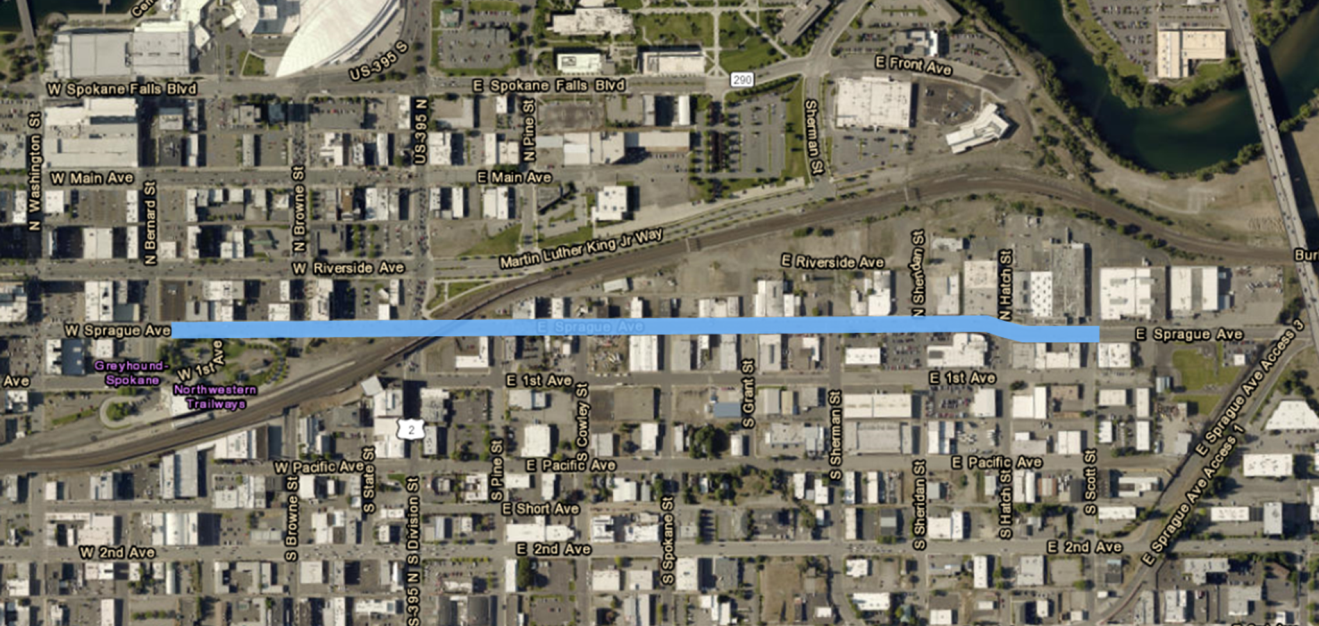 Cen
US-395 S
W Spokane Falls Blvd
E Spokane Falls Blvd
290
E Front Ave
N Washington St
US-395 N
N Pine St
Sherman St
W Main Ave
E Main Ave
N Bernard St
N Browne St
Martin Luther King Jr Way
W Riverside Ave
E Riverside Ave
N Sheridan St
N Hatch St
Bur
W Sprague Ave
E Sprague Ave
E Sprague Ave
Greyhound-
Spokane
W 1st Ave
Northwestern
Trailways
Ave
E 1st Ave
E 1st Ave
S Cowley St
S Grant St
S Sherman St
2
E Sprague Ave Access 3
E Sprague Ave Access 1
W Pacific Ave
S State St
S Pine St
E Pacific Ave
E Pacific Ave
S Browne St
S Division St
E Short Ave
S Spokane St
S Sheridan St
S Hatch St
S Scott St
W 2nd Ave
E 2nd Ave
E 2nd Ave
S-395 N